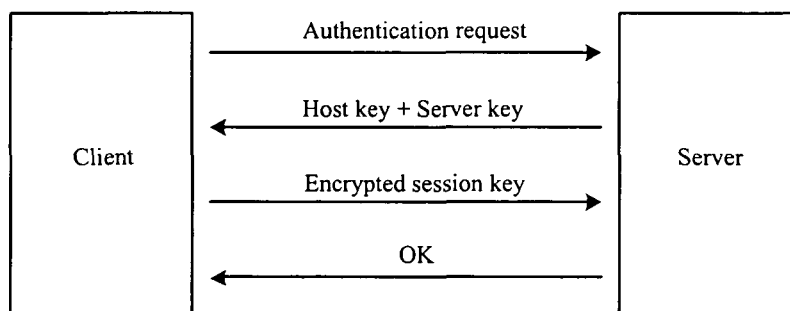 Authentication request
Host key + Server key
Client
Server
Encrypted session key
OK